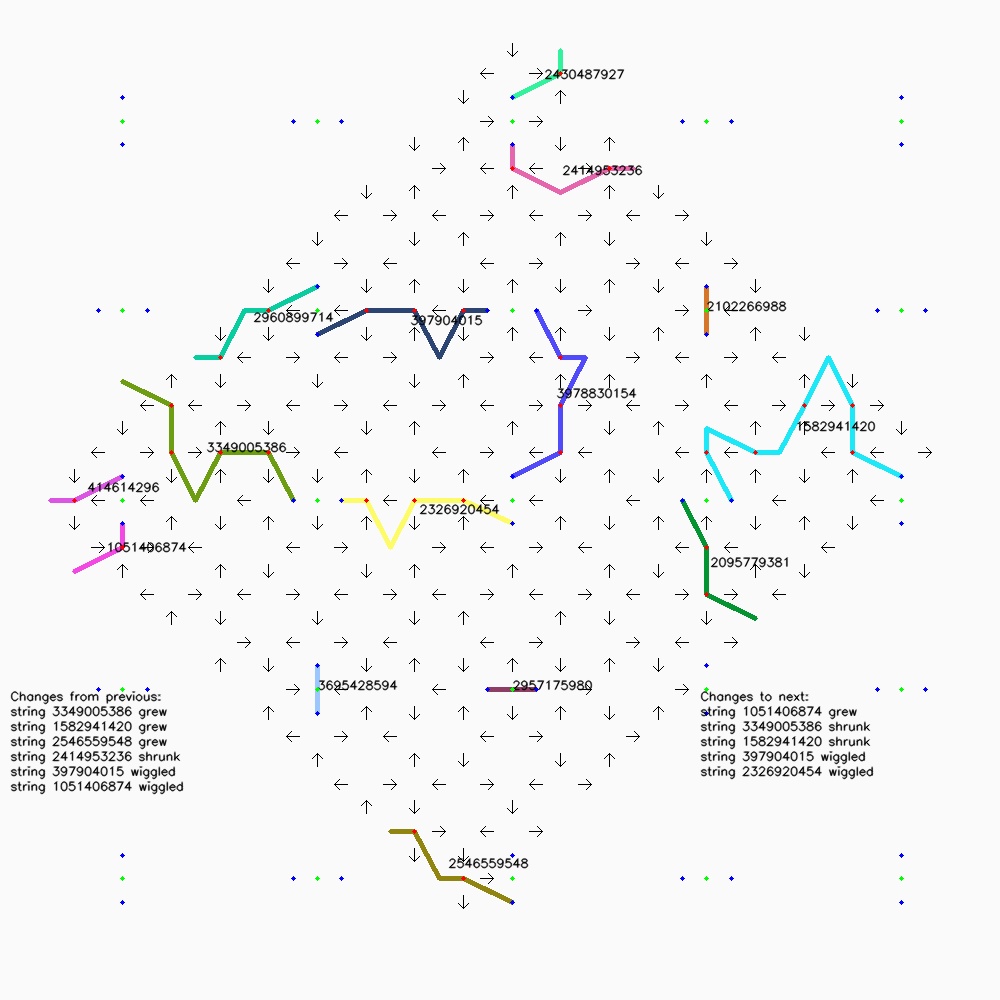 2430487927
2414953236
2102266988
2960899714
397904015
3978830154
1582941420
3349005386
414614296
2326920454
1051406874
2095779381
3695428594
2957175980
Changes from previous:
string 3349005386 grew
string 1582941420 grew
string 2546559548 grew
string 2414953236 shrunk
string 397904015 wiggled
string 1051406874 wiggled
Changes to next:
string 1051406874 grew
string 3349005386 shrunk
string 1582941420 shrunk
string 397904015 wiggled
string 2326920454 wiggled
2546559548